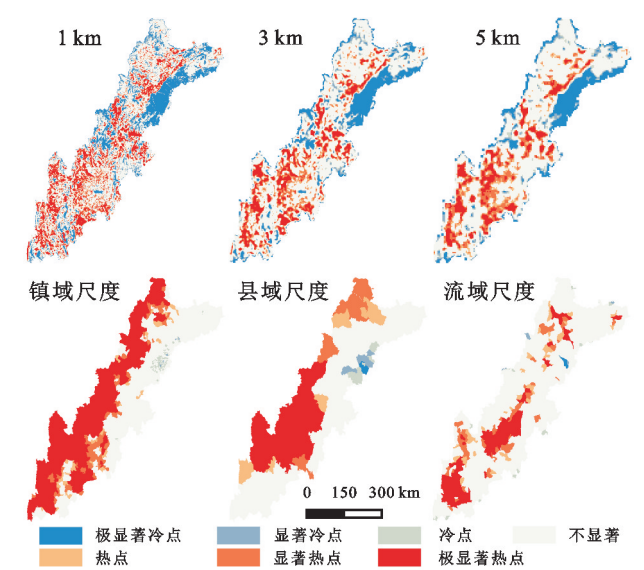 1 km 3 km 5 km
镇域尺度 县域尺度 流域尺度
0 150 300 km
极显著冷点 显著冷点 冷点 不显著
热点 显著热点 极显著热点